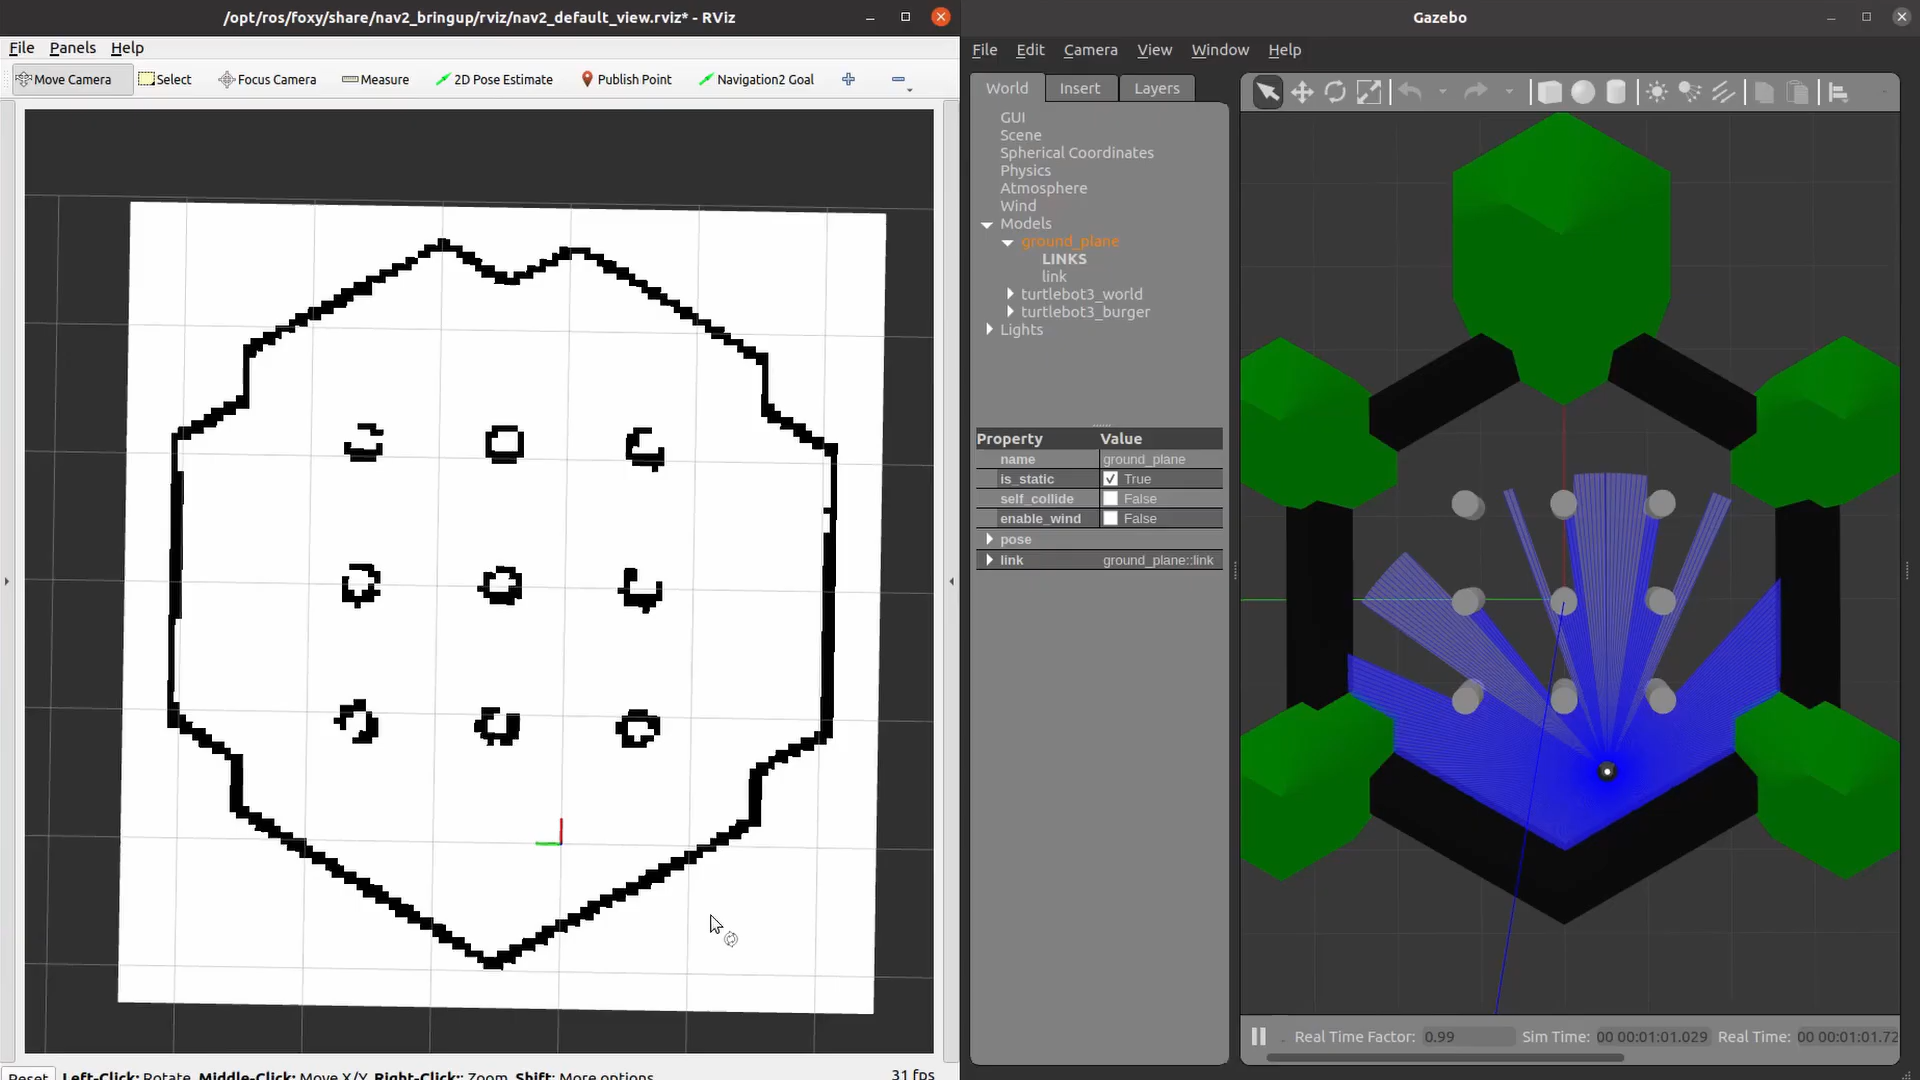 /opt/ros/foxy/share/nav2_bringup/rviz/nav2_default_view.rviz* - RViz
File Panels Help
Move Camera Select Focus Camera Measure 2D Pose Estimate Publish Point Navigation2 Goal
Reset Left-Click: Rotate. Middle-Click: Move X/Y. Right-Click:: Zoom. Shift: More options. 31 fps
Gazebo
File Edit Camera View Window Help
World Insert Layers
GUI
Scene
Spherical Coordinates
Physics
Atmosphere
Wind
Models
ground_plane
LINKS
link
turtlebot3_world
turtlebot3_burger
Lights
Property Value
name ground_plane
is_static True
self_collide False
enable_wind False
pose
link ground_plane::link
Real Time Factor: 0.99 Sim Time: 00 00:01:01.029 Real Time: 00 00:01:01.72